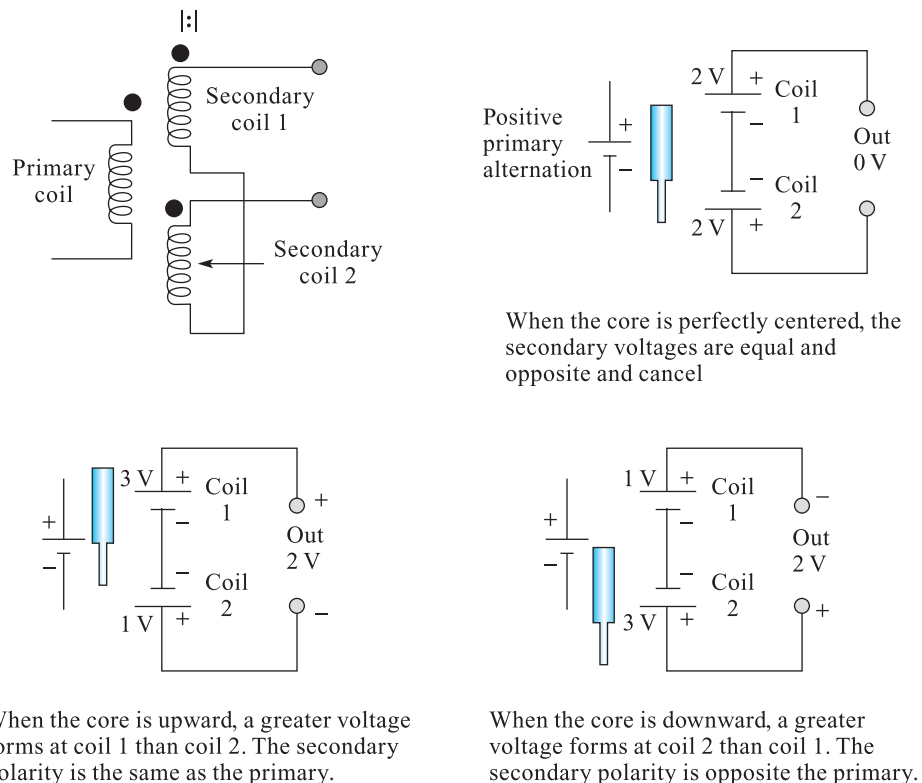 |:|
Secondary
coil 1
Primary
coil
Secondary
coil 2
Positive
primary
alternation
+
−
2 V
+
Coil
1
−
−
Coil
2
2 V
+
Out
0 V
When the core is perfectly centered, the
secondary voltages are equal and
opposite and cancel
+
−
3 V
+
Coil
1
−
−
Coil
2
1 V
+
+
Out
2 V
−
hen the core is upward, a greater voltage
orms at coil 1 than coil 2. The secondary
olarity is the same as the primary.
+
−
1 V
+
Coil
1
−
−
Coil
2
3 V
+
−
Out
2 V
+
When the core is downward, a greater
voltage forms at coil 2 than coil 1. The
secondary polarity is opposite the primary.